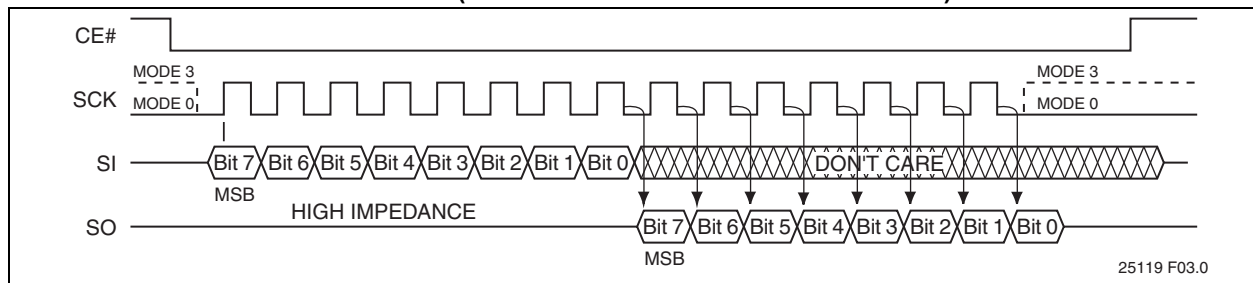 CE#
MODE 3
MODE 3
SCK
MODE 0
MODE 0
SI
Bit 7 Bit 6 Bit 5 Bit 4 Bit 3 Bit 2 Bit 1 Bit 0
DON'T CARE
MSB
HIGH IMPEDANCE
SO
Bit 7 Bit 6 Bit 5 Bit 4 Bit 3 Bit 2 Bit 1 Bit 0
MSB
25119 F03.0